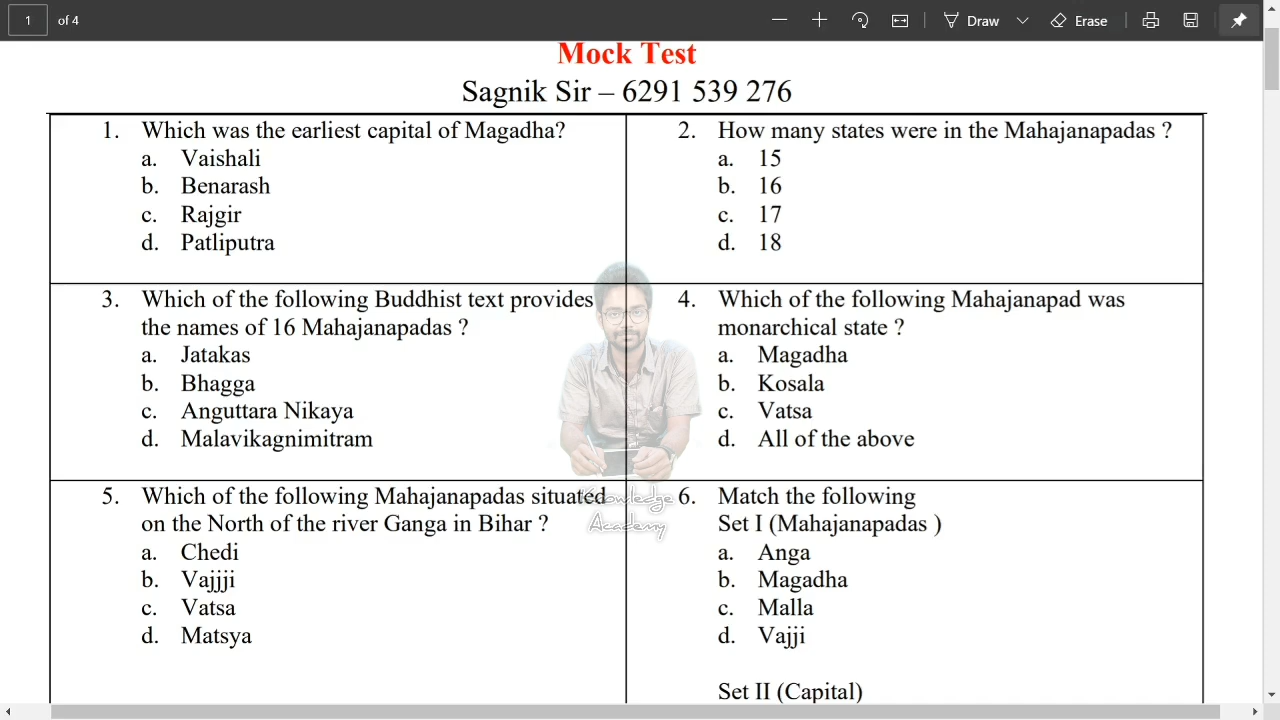 1
of 4
Draw
Erase
Mock Test
Sagnik Sir – 6291 539 276
1. Which was the earliest capital of Magadha?
a. Vaishali
b. Benarash
c. Rajgir
d. Patliputra
2. How many states were in the Mahajanapadas ?
a. 15
b. 16
c. 17
d. 18
3. Which of the following Buddhist text provides
the names of 16 Mahajanapadas ?
a. Jatakas
b. Bhagga
c. Anguttara Nikaya
d. Malavikagnimitram
4. Which of the following Mahajanapad was
monarchical state ?
a. Magadha
b. Kosala
c. Vatsa
d. All of the above
5. Which of the following Mahajanapadas situated
on the North of the river Ganga in Bihar ?
a. Chedi
b. Vajjji
c. Vatsa
d. Matsya
Knowledge
Academy
6. Match the following
Set I (Mahajanapadas )
a. Anga
b. Magadha
c. Malla
d. Vajji
Set II (Capital)